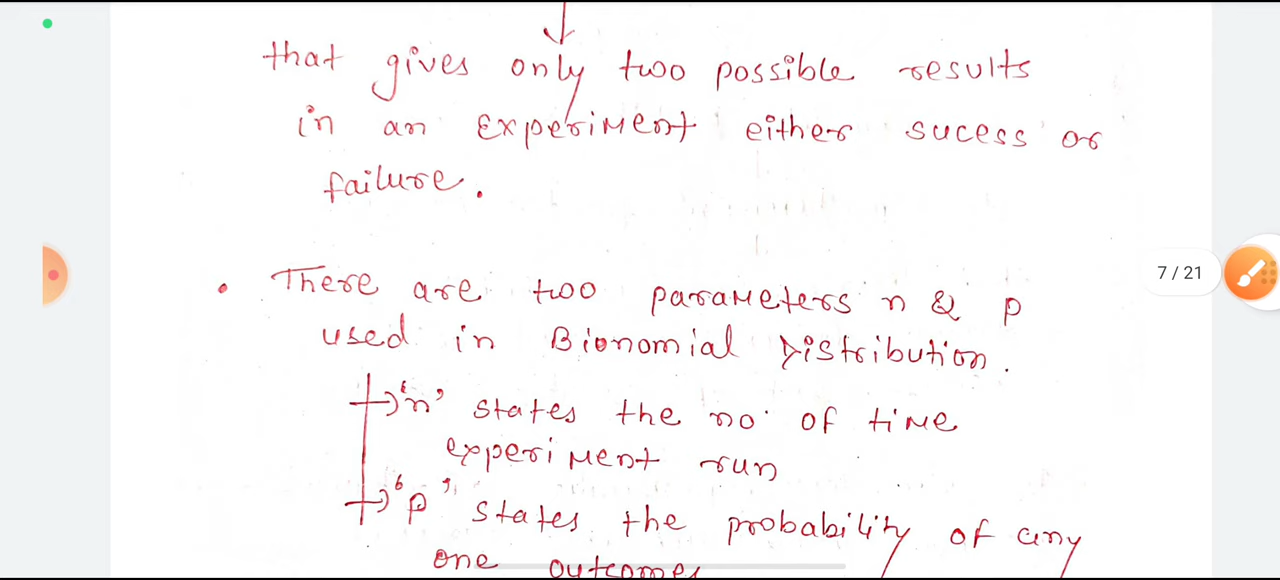 that gives only two possible results
in an Experiment either sucess or
failure.
7 / 21
• There are two parameters n & p
used in Bionomial Distribution.
'n' states the no. of time
experiment run
'p' states the probability of any
one outcomes